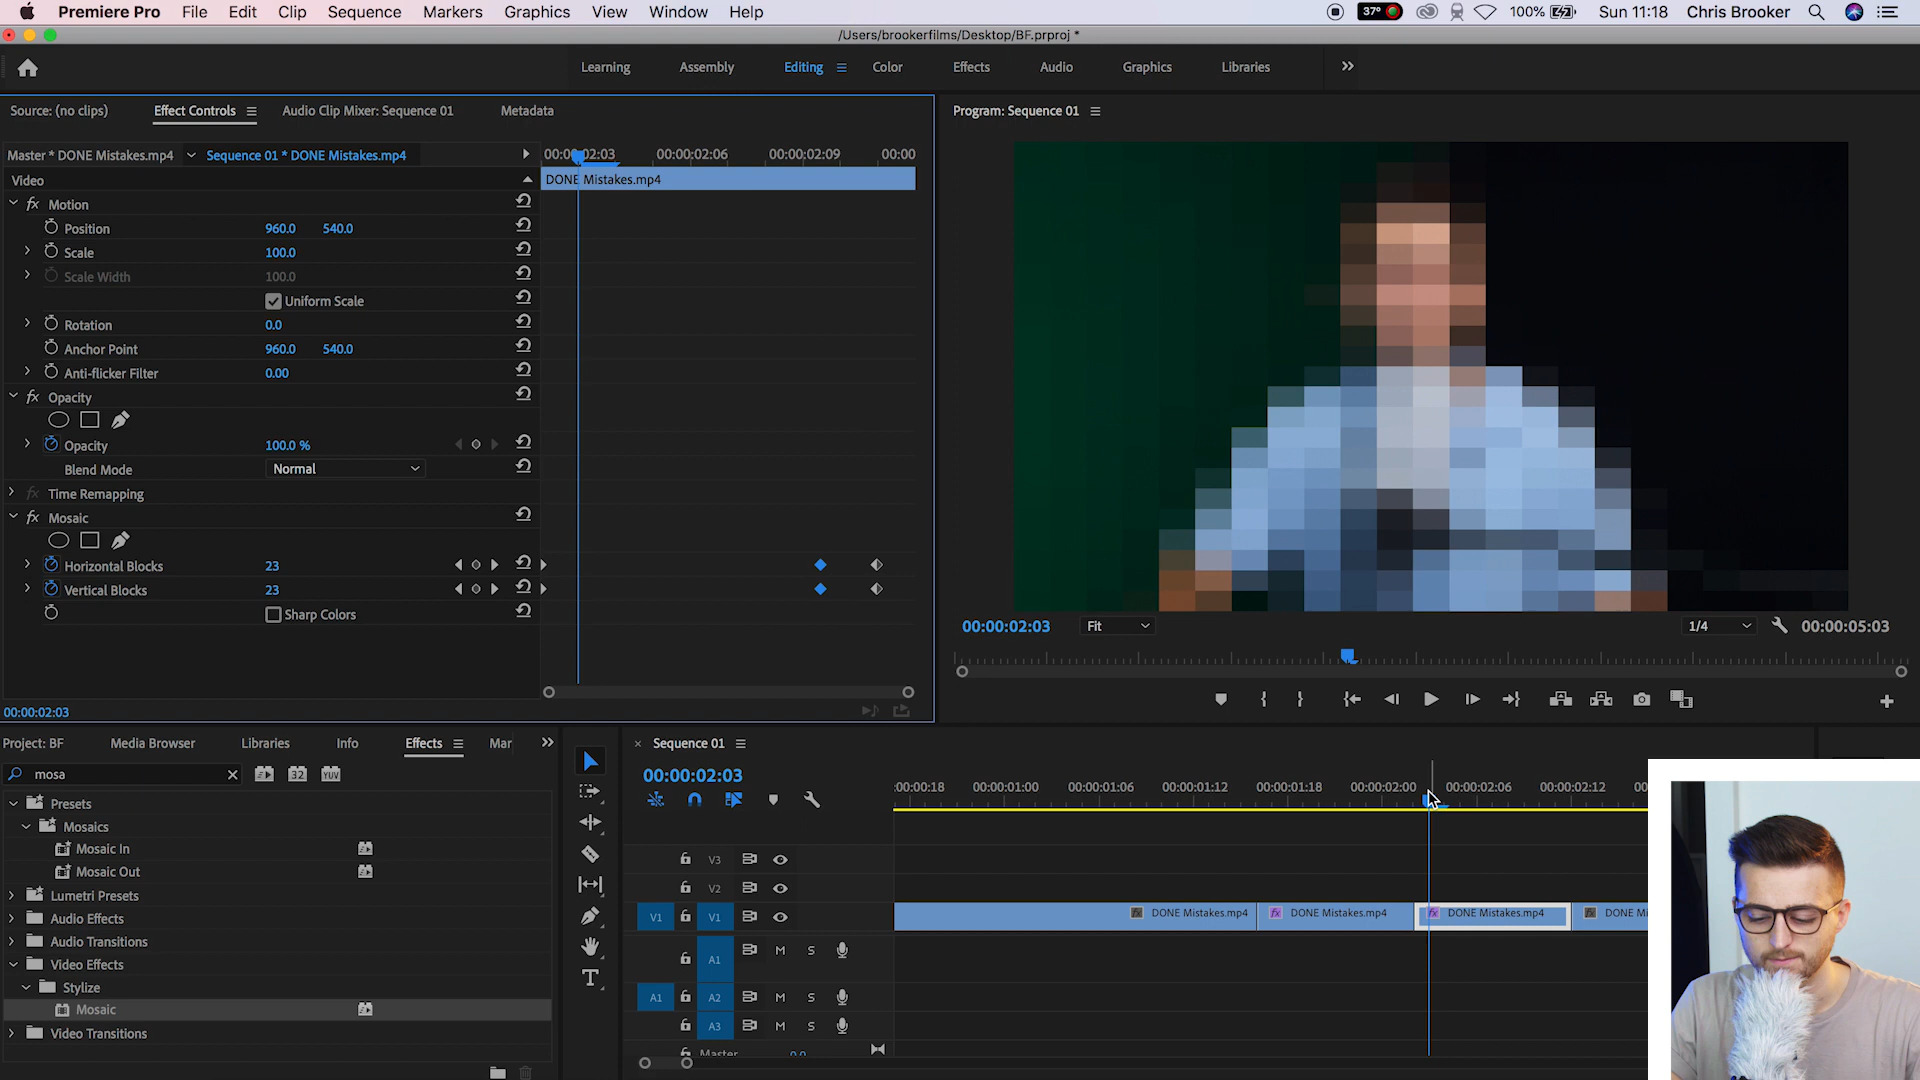 Premiere Pro File Edit Clip Sequence Markers Graphics View Window Help
37° 100% Sun 11:18 Chris Brooker
/Users/brookerfilms/Desktop/BF.prproj *
Learning Assembly Editing Color Effects Audio Graphics Libraries
Source: (no clips) Effect Controls Audio Clip Mixer: Sequence 01 Metadata
Program: Sequence 01
Master * DONE Mistakes.mp4 Sequence 01 * DONE Mistakes.mp4
00:00:02:06 00:00:02:09 00:00
Video
DONE Mistakes.mp4
fx Motion
Position 960.0 540.0
Scale 100.0
Scale Width 100.0
Uniform Scale
Rotation 0.0
Anchor Point 960.0 540.0
Anti-flicker Filter 0.00
fx Opacity
Opacity 100.0 %
Blend Mode Normal
fx Time Remapping
fx Mosaic
Horizontal Blocks 23
Vertical Blocks 23
Sharp Colors
00:00:02:03
00:00:02:03 Fit 1/4 00:00:05:03
Project: BF Media Browser Libraries Info Effects Mar
mosa
32 YUV
Presets
Mosaics
Mosaic In
Mosaic Out
Lumetri Presets
Audio Effects
Audio Transitions
Video Effects
Stylize
Mosaic
Video Transitions
Sequence 01
00:00:02:03
:00:00:18 00:00:01:00 00:00:01:06 00:00:01:12 00:00:01:18 00:00:02:00 00:00:02:06 00:00:02:12 00
V3
V2
V1 V1
fx DONE Mistakes.mp4 fx DONE Mistakes.mp4 fx DONE Mistakes.mp4 fx DONE Mi
A1 M S
A1 A2 M S
A3 M S
Master 0.0